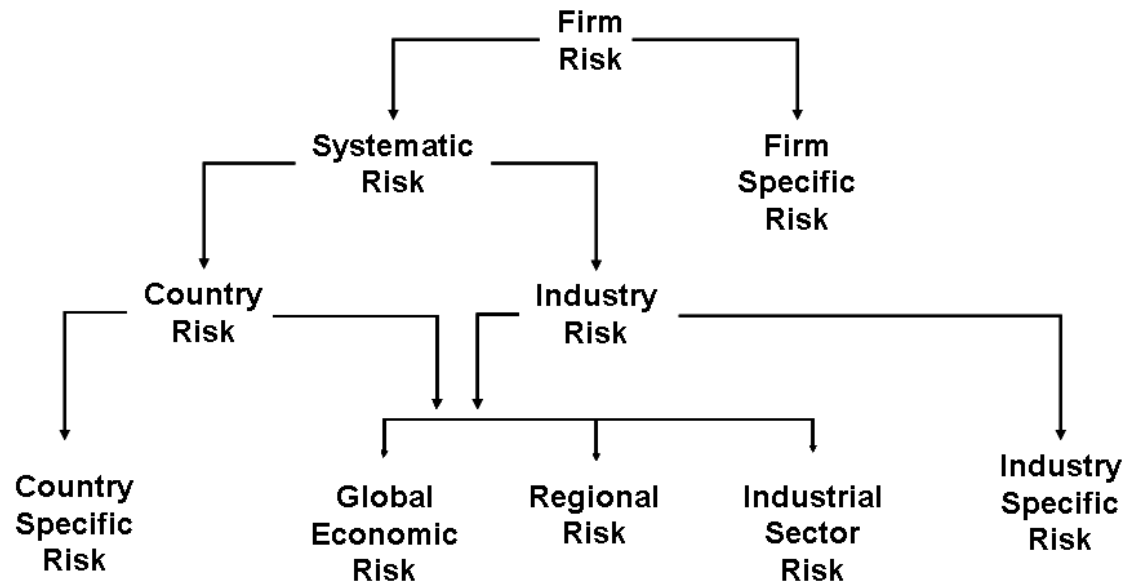 Firm
Risk
Systematic
Risk
Firm
Specific
Risk
Country
Risk
Industry
Risk
Country
Specific
Risk
Global
Economic
Risk
Regional
Risk
Industrial
Sector
Risk
Industry
Specific
Risk